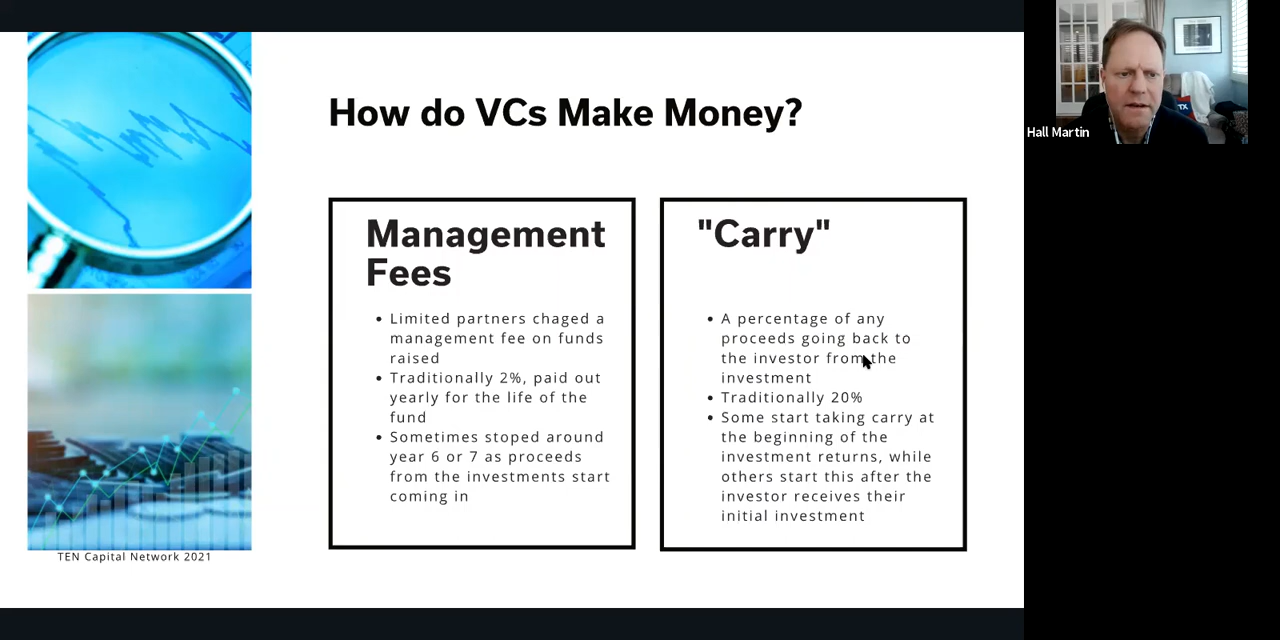 How do VCs Make Money?
Management
Fees
• Limited partners chaged a
management fee on funds
raised
• Traditionally 2%, paid out
yearly for the life of the
fund
• Sometimes stoped around
year 6 or 7 as proceeds
from the investments start
coming in
"Carry"
• A percentage of any
proceeds going back to
the investor from the
investment
• Traditionally 20%
• Some start taking carry at
the beginning of the
investment returns, while
others start this after the
investor receives their
initial investment
TEN Capital Network 2021
Hall Martin
TX